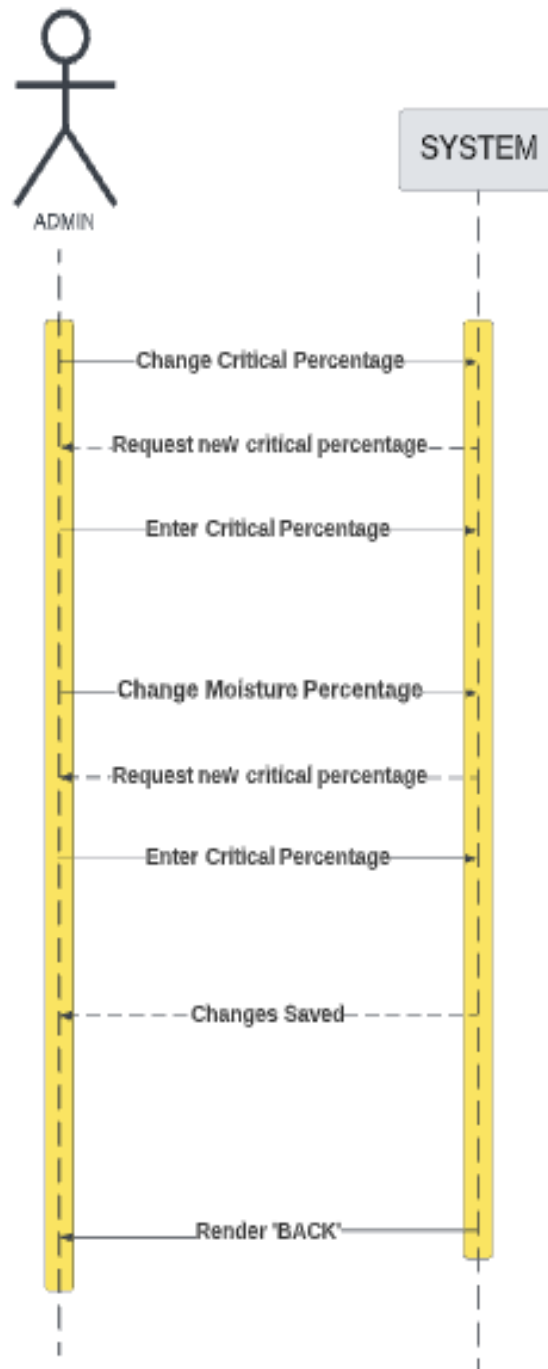 ADMIN
SYSTEM
Change Critical Percentage
Request new critical percentage
Enter Critical Percentage
Change Moisture Percentage
Request new critical percentage
Enter Critical Percentage
Changes Saved
Render 'BACK'